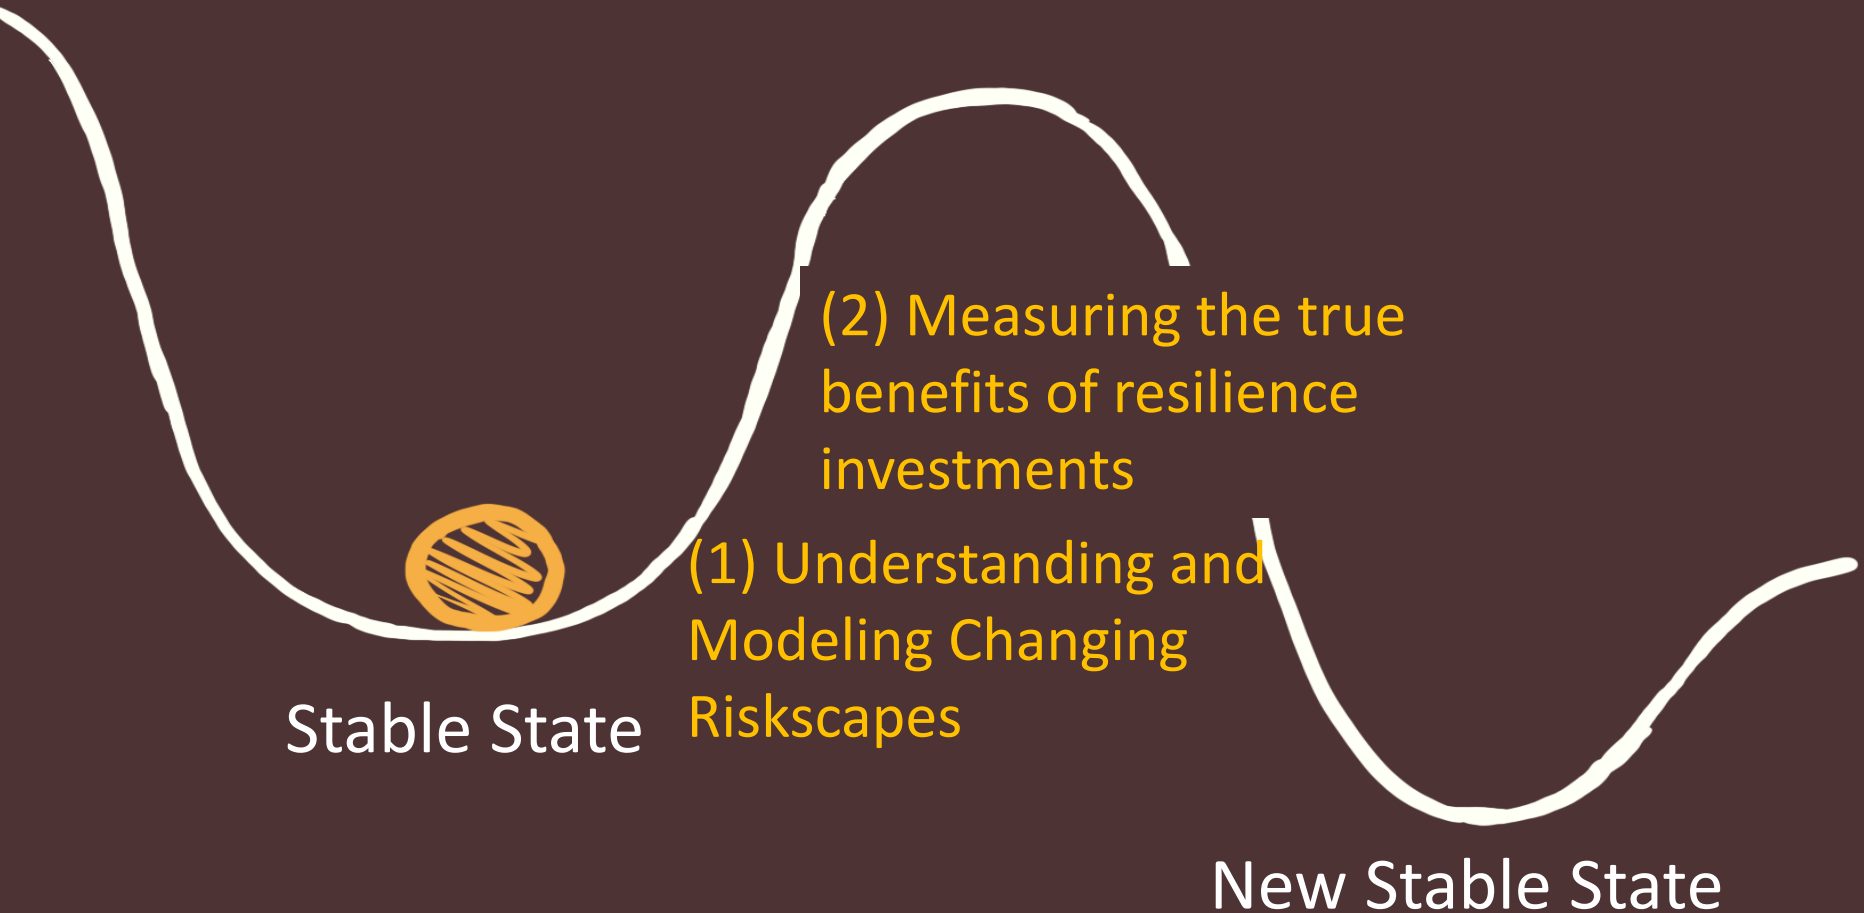 (2) Measuring the true
benefits of resilience
investments
(1) Understanding and
Modeling Changing
Riskscapes
Stable State
New Stable State